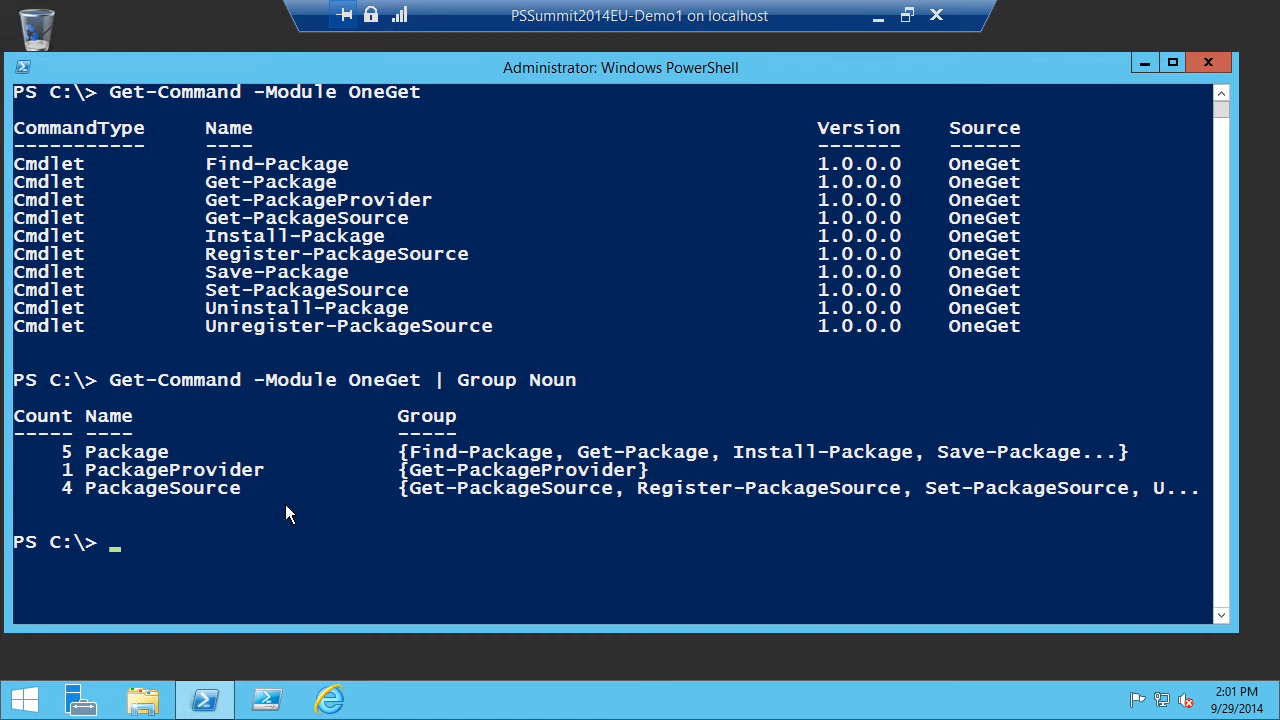 PSSummit2014EU-Demo1 on localhost
Administrator: Windows PowerShell
PS C:\> Get-Command -Module OneGet
CommandType Name Version Source
----------- ---- ------- ------
Cmdlet Find-Package 1.0.0.0 OneGet
Cmdlet Get-Package 1.0.0.0 OneGet
Cmdlet Get-PackageProvider 1.0.0.0 OneGet
Cmdlet Get-PackageSource 1.0.0.0 OneGet
Cmdlet Install-Package 1.0.0.0 OneGet
Cmdlet Register-PackageSource 1.0.0.0 OneGet
Cmdlet Save-Package 1.0.0.0 OneGet
Cmdlet Set-PackageSource 1.0.0.0 OneGet
Cmdlet Uninstall-Package 1.0.0.0 OneGet
Cmdlet Unregister-PackageSource 1.0.0.0 OneGet
PS C:\> Get-Command -Module OneGet | Group Noun
Count Name Group
----- ---- -----
5 Package {Find-Package, Get-Package, Install-Package, Save-Package...}
1 PackageProvider {Get-PackageProvider}
4 PackageSource {Get-PackageSource, Register-PackageSource, Set-PackageSource, U...
PS C:\>
2:01 PM
9/29/2014